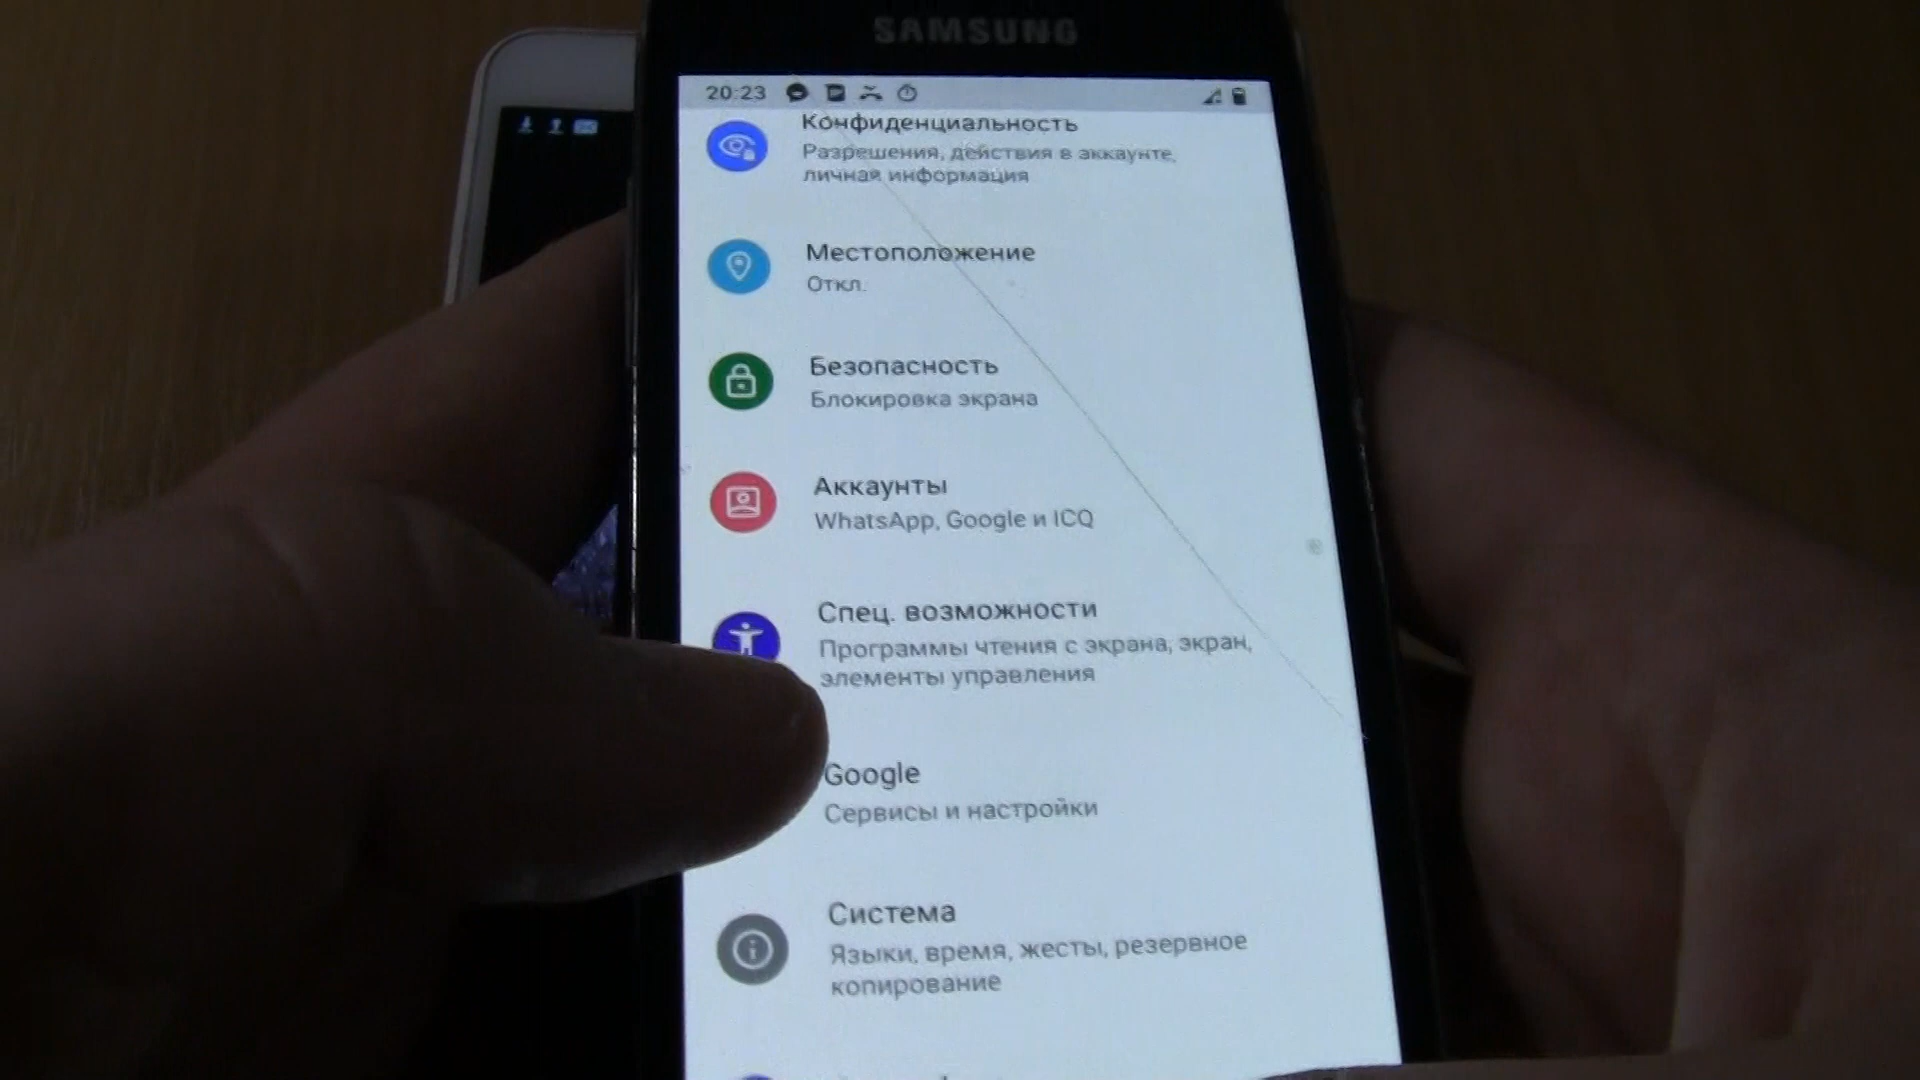 SAMSUNG
20:23
Конфиденциальность
Разрешения, действия в аккаунте,
личная информация
Местоположение
Откл.
Безопасность
Блокировка экрана
Аккаунты
WhatsApp, Google и ICQ
Спец. возможности
Программы чтения с экрана, экран,
элементы управления
Google
Сервисы и настройки
Система
Языки, время, жесты, резервное
копирование